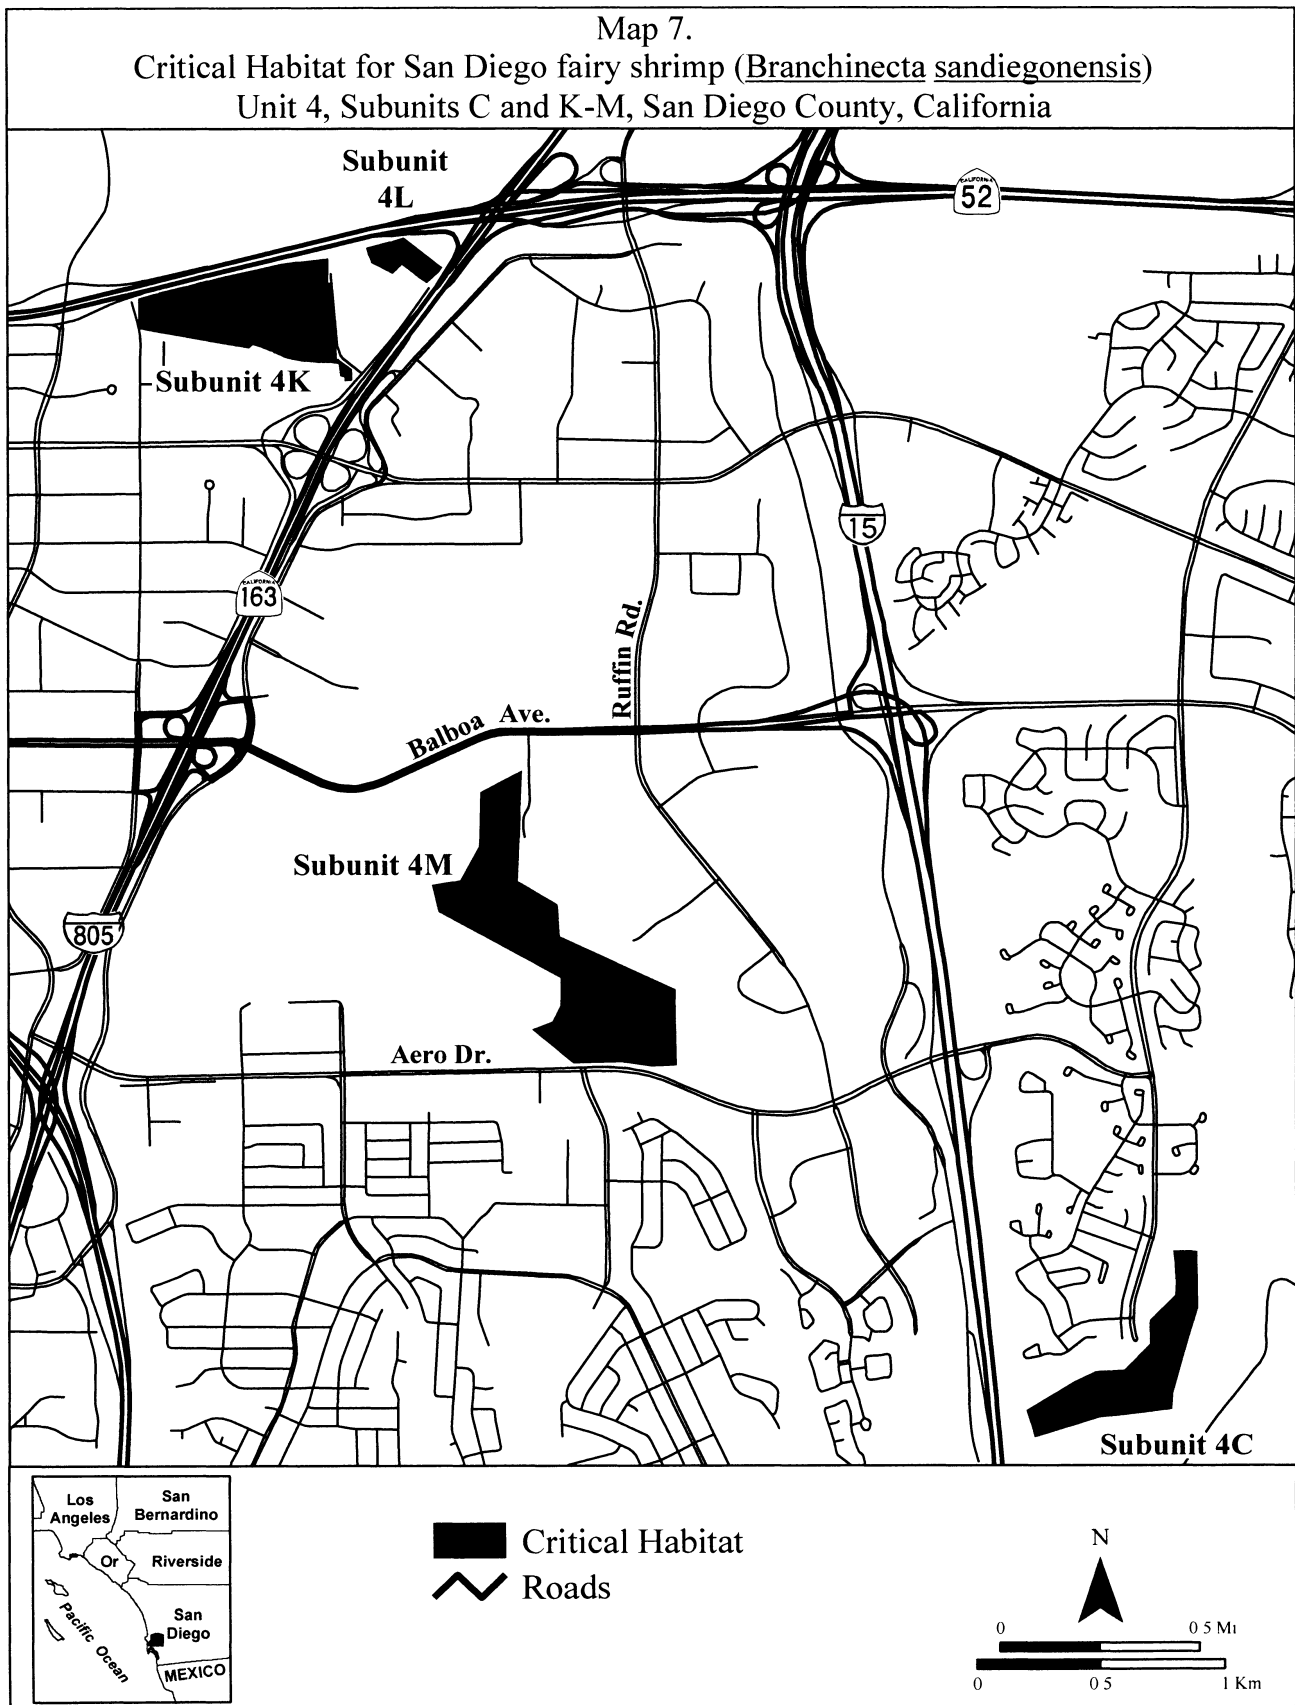 Map 7.
Critical Habitat for San Diego fairy shrimp (Branchinecta sandiegonensis)
Unit 4, Subunits C and K-M, San Diego County, California
Subunit
4L
CALIFORNIA
52
Subunit 4K
15
CALIFORNIA
163
Ruffin Rd.
Balboa Ave.
Subunit 4M
805
Aero Dr.
Subunit 4C
Los
Angeles
San
Bernardino
Or
Riverside
Pacific Ocean
San
Diego
MEXICO
Critical Habitat
Roads
N
0 0 5 Mi
0 0 5 1 Km